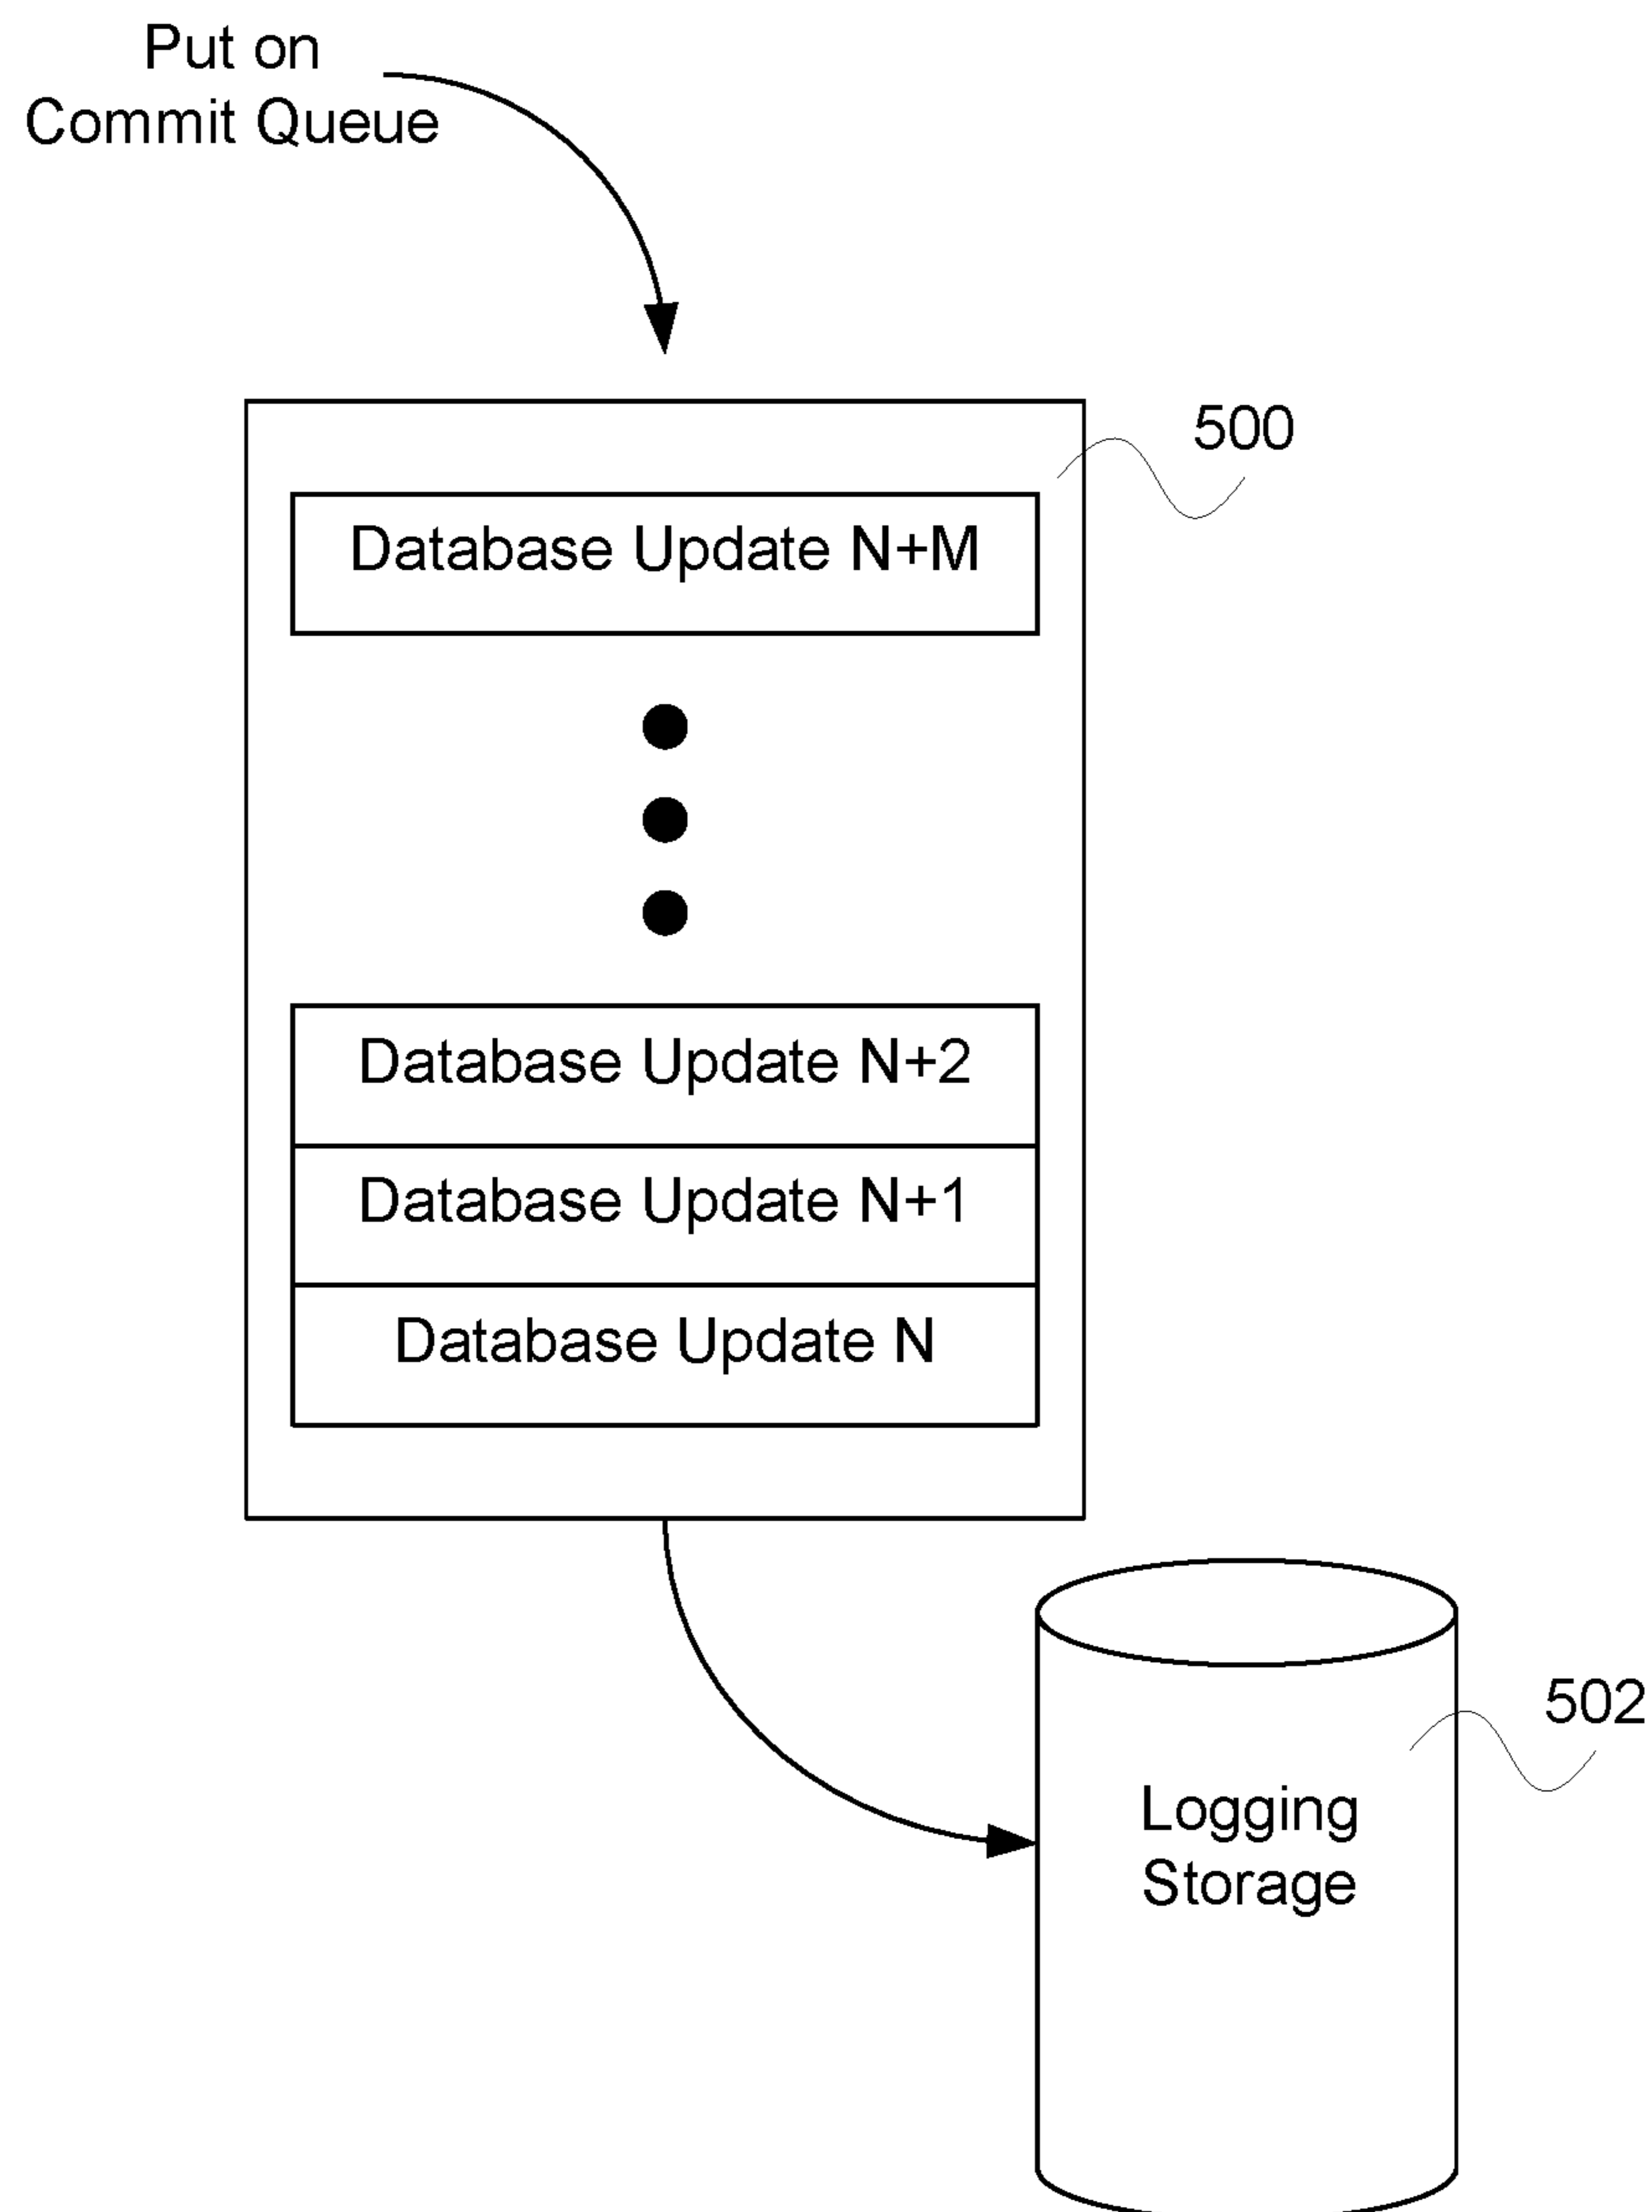 Put on
Commit Queue
500
Database Update N+M
Database Update N+2
Database Update N+1
Database Update N
502
Logging
Storage